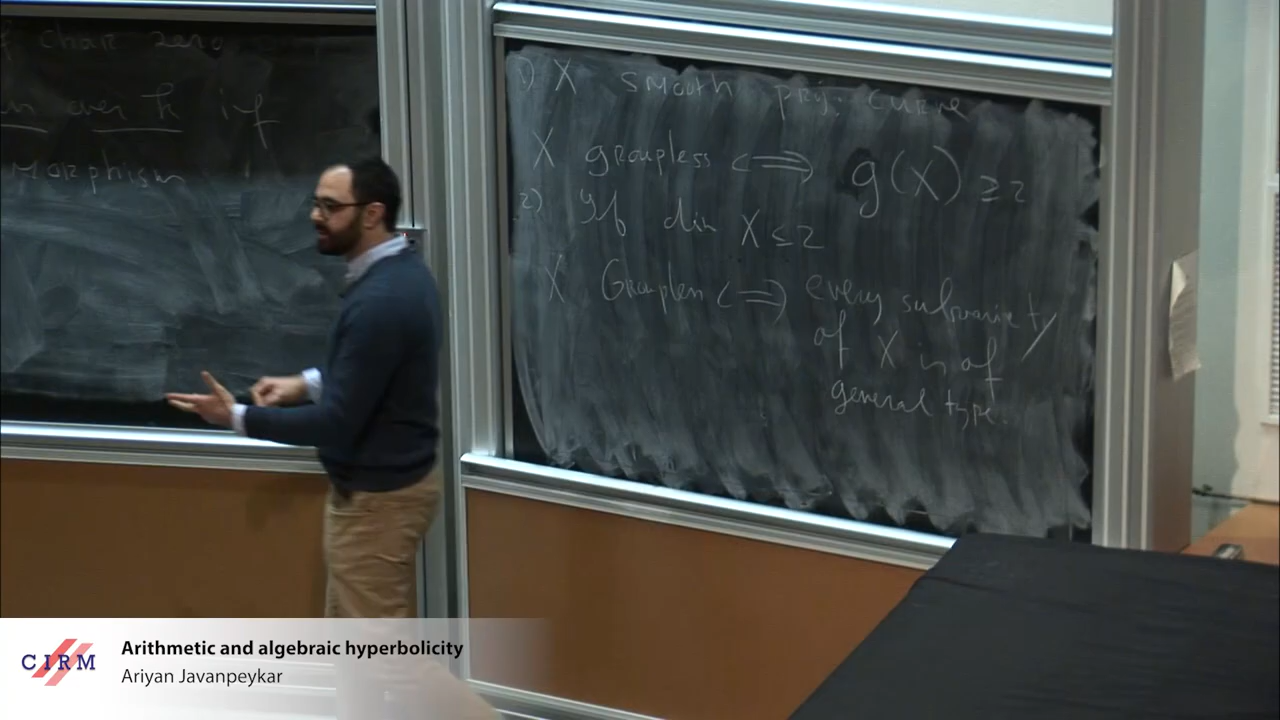 char zero
over k if
morphism
1) X smooth proj. curve
X groupless <=> g(X) ≥ 2
2) If dim X ≤ 2
X Groupless <=> every subvariety
of X is of
general type.
CIRM
Arithmetic and algebraic hyperbolicity
Ariyan Javanpeykar